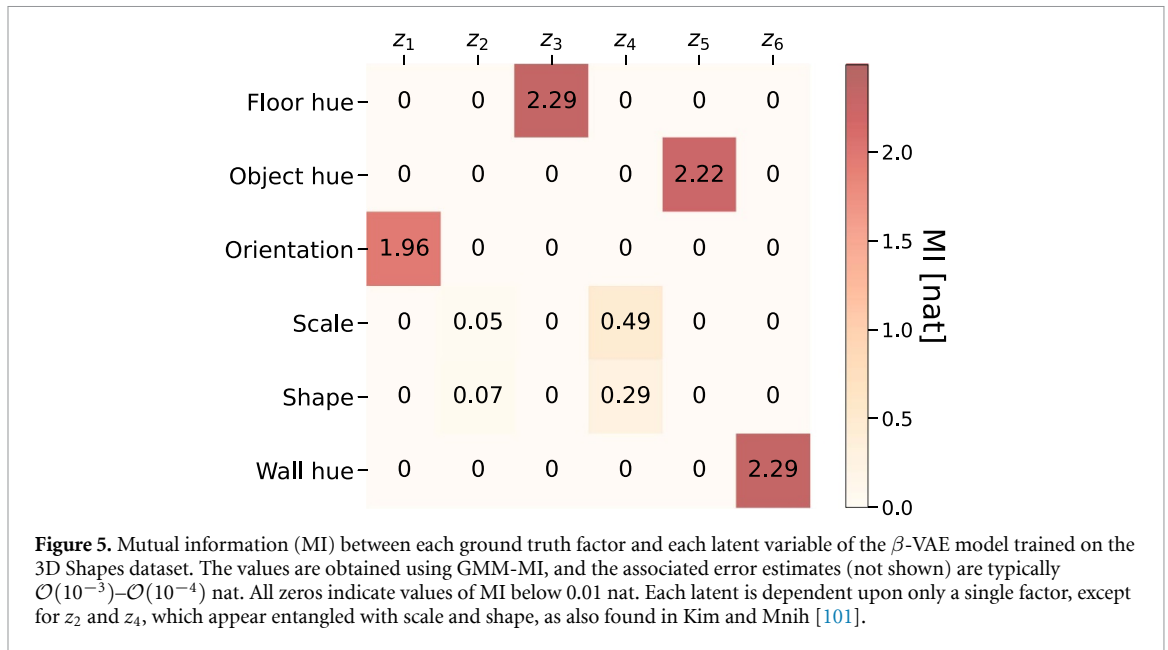 z₁ z₂ z₃ z₄ z₅ z₆
Floor hue 0 0 2.29 0 0 0
Object hue 0 0 0 0 2.22 0
Orientation 1.96 0 0 0 0 0
Scale 0 0.05 0 0.49 0 0
Shape 0 0.07 0 0.29 0 0
Wall hue 0 0 0 0 0 2.29
2.0
1.5
1.0
0.5
0.0
MI [nat]
Figure 5. Mutual information (MI) between each ground truth factor and each latent variable of the β-VAE model trained on the
3D Shapes dataset. The values are obtained using GMM-MI, and the associated error estimates (not shown) are typically
𝒪(10⁻³)–𝒪(10⁻⁴) nat. All zeros indicate values of MI below 0.01 nat. Each latent is dependent upon only a single factor, except
for z₂ and z₄, which appear entangled with scale and shape, as also found in Kim and Mnih [101].